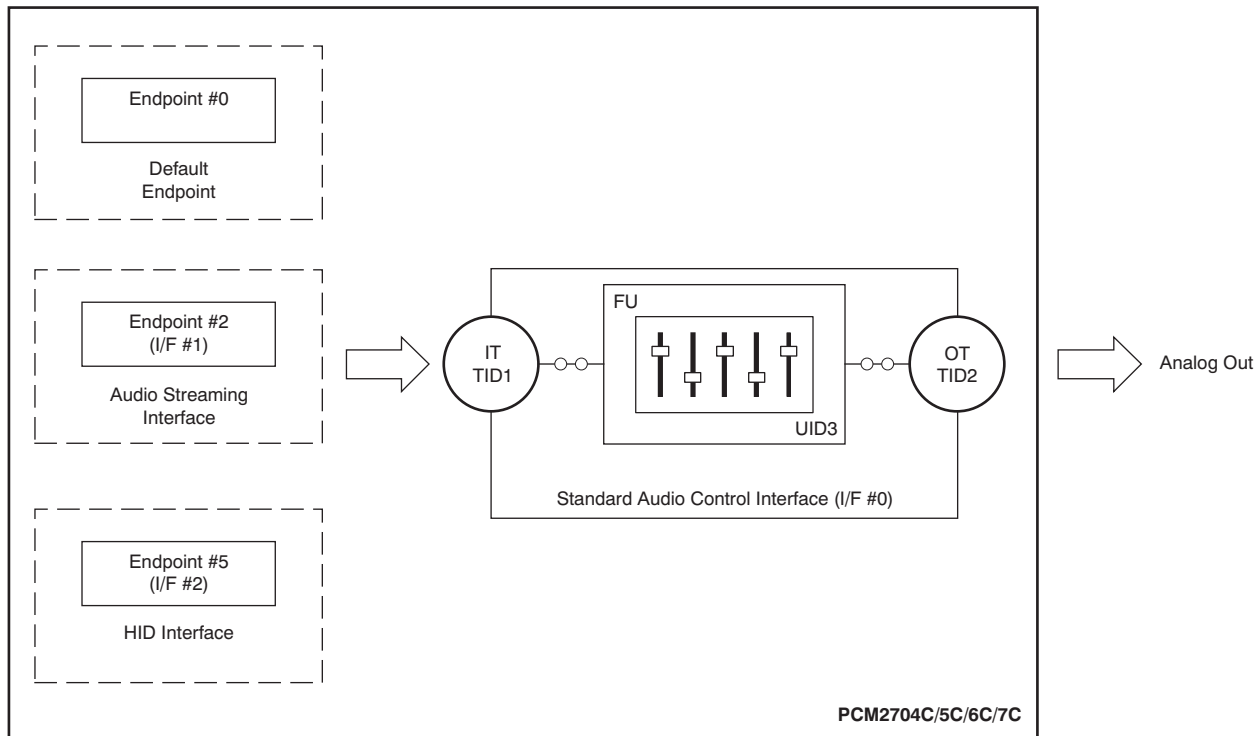 Endpoint #0
Default
Endpoint
Endpoint #2
(I/F #1)
Audio Streaming
Interface
Endpoint #5
(I/F #2)
HID Interface
IT
TID1
FU
UID3
OT
TID2
Standard Audio Control Interface (I/F #0)
Analog Out
PCM2704C/5C/6C/7C